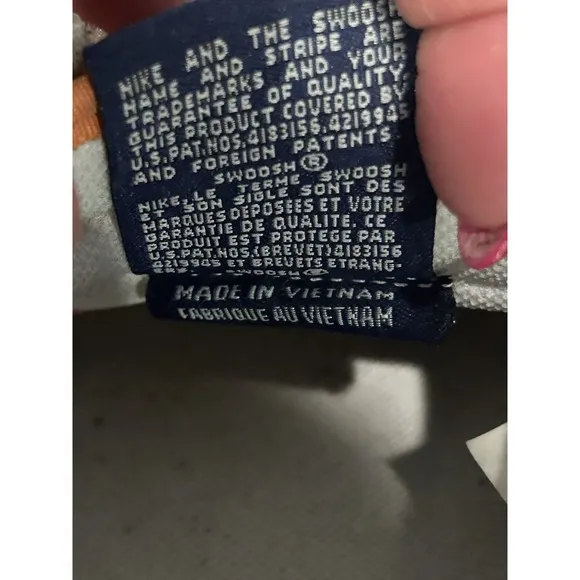 NIKE AND THE SWOOSH
NAME AND STRIPE ARE
TRADEMARKS AND YOUR
GUARANTEE OF QUALITY.
THIS PRODUCT COVERED BY
U.S.PAT.NOS.4183156,4219945
AND FOREIGN PATENTS.
SWOOSH®
NIKE.LE TERME SWOOSH
ET SON SIGLE SONT DES
MARQUES DEPOSEES ET VOTRE
GARANTIE DE QUALITE. CE
PRODUIT EST PROTEGE PAR
U.S.PAT.NOS.(BREVET)4183156
4219945 ET BREVETS ETRANG-
ERS. SWOOSH®
MADE IN VIETNAM
FABRIQUE AU VIETNAM